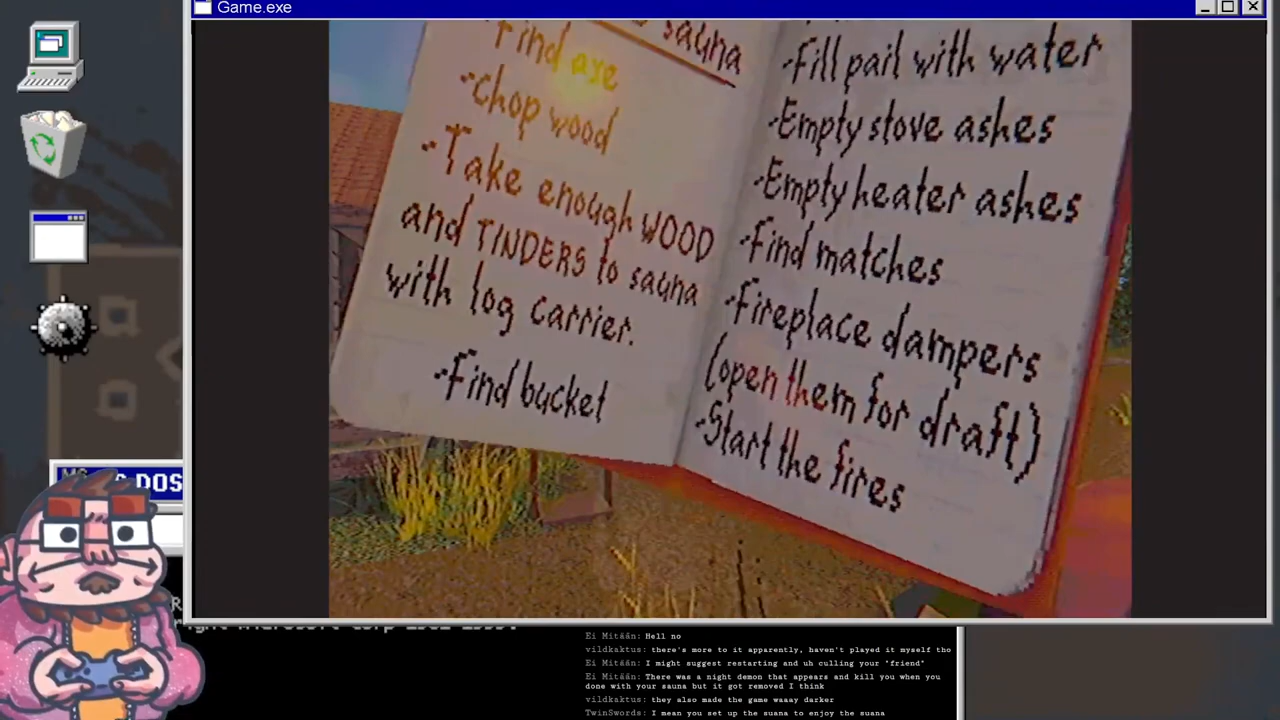 Game.exe
sauna
-Find axe
-Chop wood
-Take enough WOOD
and TINDERS to sauna
with log carrier.
-Find bucket
-Fill pail with water
-Empty stove ashes
-Empty heater ashes
-Find matches
-Fireplace dampers
(open them for draft)
-Start the fires
DOS
Ei Mitään: Hell no
vildkaktus: there's more to it apparently, haven't played it myself tho
Ei Mitään: I might suggest restarting and uh culling your "friend"
Ei Mitään: There was a night demon that appears and kill you when you
done with your sauna but it got removed I think
vildkaktus: they also made the game waaay darker
TwinSwords: I mean you set up the suana to enjoy the suana